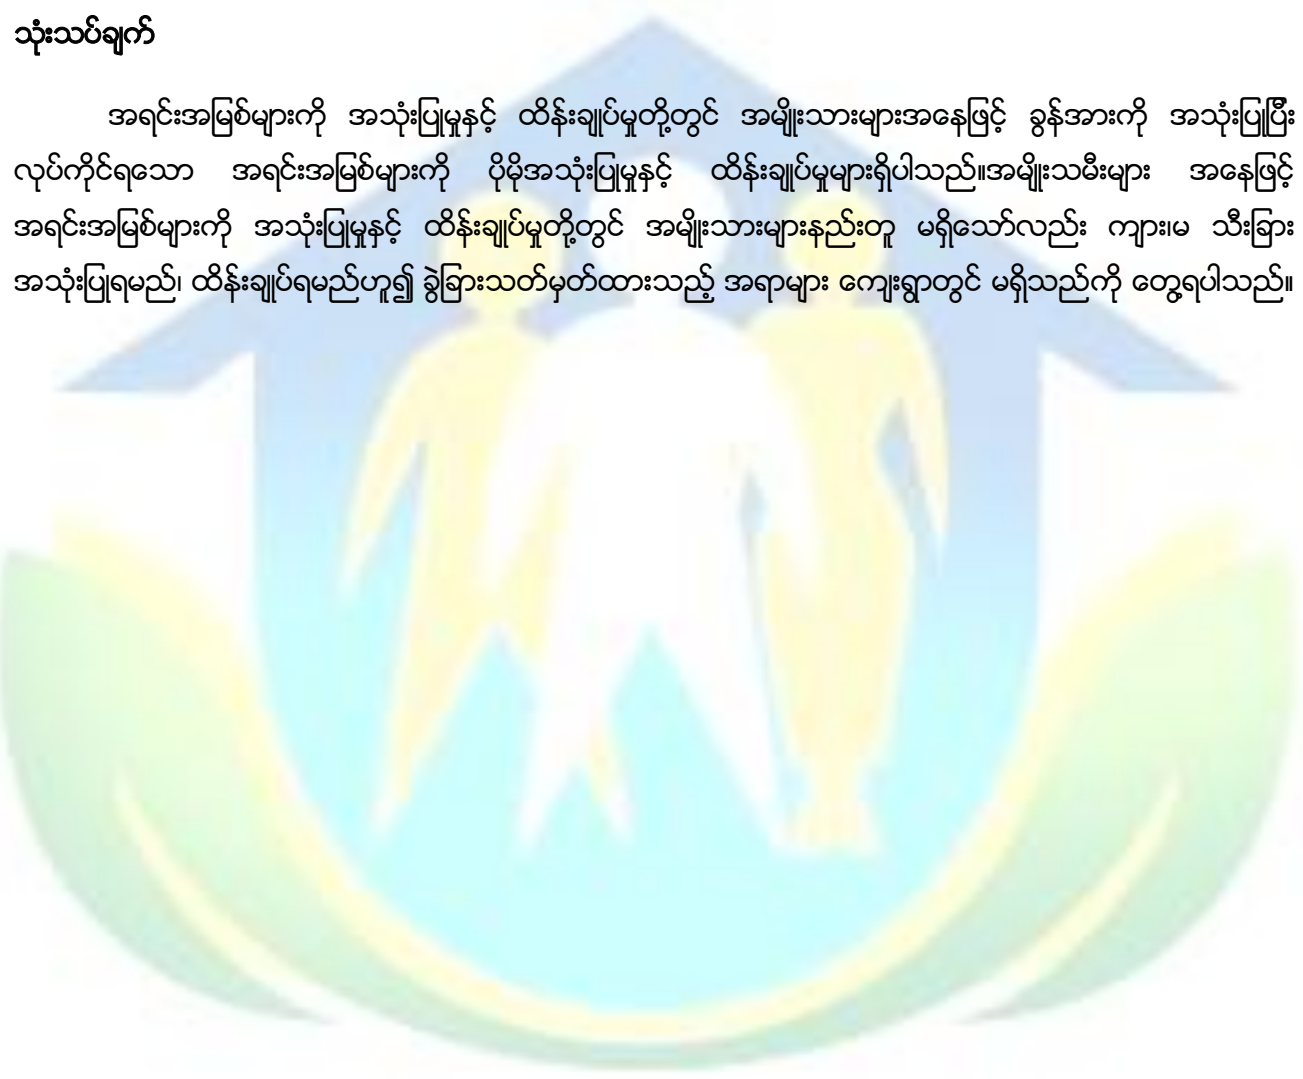 သုံးသပ်ချက်
အရင်းအမြစ်များကို အသုံးပြုမှုနှင့် ထိန်းချုပ်မှုတို့တွင် အမျိုးသားများအနေဖြင့် ခွန်အားကို အသုံးပြုပြီး
လုပ်ကိုင်ရသော အရင်းအမြစ်များကို ပိုမိုအသုံးပြုမှုနှင့် ထိန်းချုပ်မှုများရှိပါသည်။အမျိုးသမီးများ အနေဖြင့်
အရင်းအမြစ်များကို အသုံးပြုမှုနှင့် ထိန်းချုပ်မှုတို့တွင် အမျိုးသားများနည်းတူ မရှိသော်လည်း ကျား၊မ သီးခြား
အသုံးပြုရမည်၊ ထိန်းချုပ်ရမည်ဟူ၍ ခွဲခြားသတ်မှတ်ထားသည့် အရာများ ကျေးရွာတွင် မရှိသည်ကို တွေ့ရပါသည်။